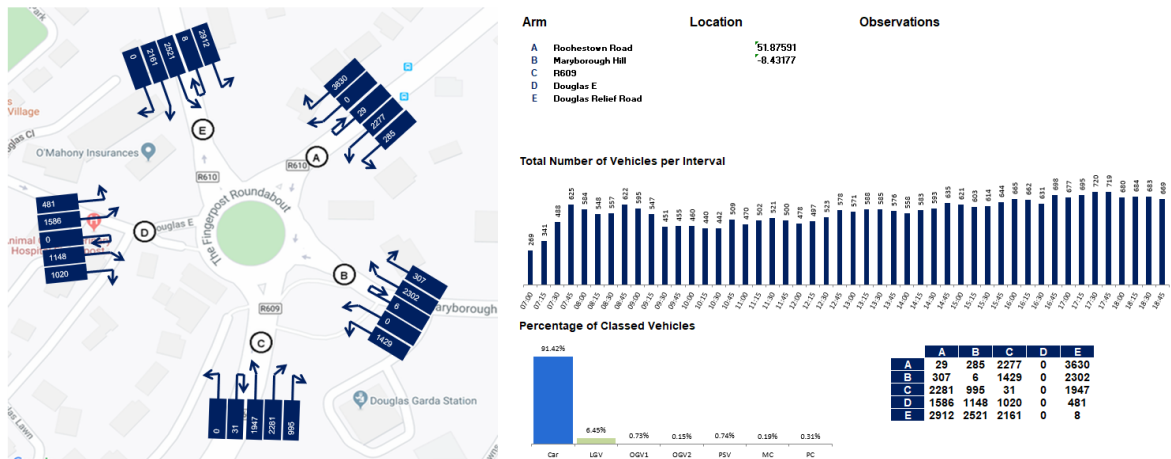 Park
s
Village
glas Cl
O'Mahony Insurances
R610
R610
The Fingerpost Roundabout
ouglas E
nimal
Hospi
post
R609
aryborough
Douglas Garda Station
glas Lawn
A
B
C
D
E
0
2161
2521
8
2912
3630
0
29
2277
285
481
1586
0
1148
1020
307
2302
6
0
1429
0
31
1947
2281
995
Arm Location Observations
A Rochestown Road 51.87591
B Maryborough Hill -8.43177
C R609
D Douglas E
E Douglas Relief Road
Total Number of Vehicles per Interval
269 341 488 625 584 548 557 622 595 547 451 455 460 440 442 509 470 502 521 500 478 497 523 578 571 588 585 576 558 583 593 635 621 603 614 644 665 662 631 698 677 695 720 719 680 684 683 669
07:00 07:15 07:30 07:45 08:00 08:15 08:30 08:45 09:00 09:15 09:30 09:45 10:00 10:15 10:30 10:45 11:00 11:15 11:30 11:45 12:00 12:15 12:30 12:45 13:00 13:15 13:30 13:45 14:00 14:15 14:30 14:45 15:00 15:15 15:30 15:45 16:00 16:15 16:30 16:45 17:00 17:15 17:30 17:45 18:00 18:15 18:30 18:45
Percentage of Classed Vehicles
91.42% 6.45% 0.73% 0.15% 0.74% 0.19% 0.31%
Car LGV OGV1 OGV2 PSV MC PC
A B C D E
A 29 285 2277 0 3630
B 307 6 1429 0 2302
C 2281 995 31 0 1947
D 1586 1148 1020 0 481
E 2912 2521 2161 0 8